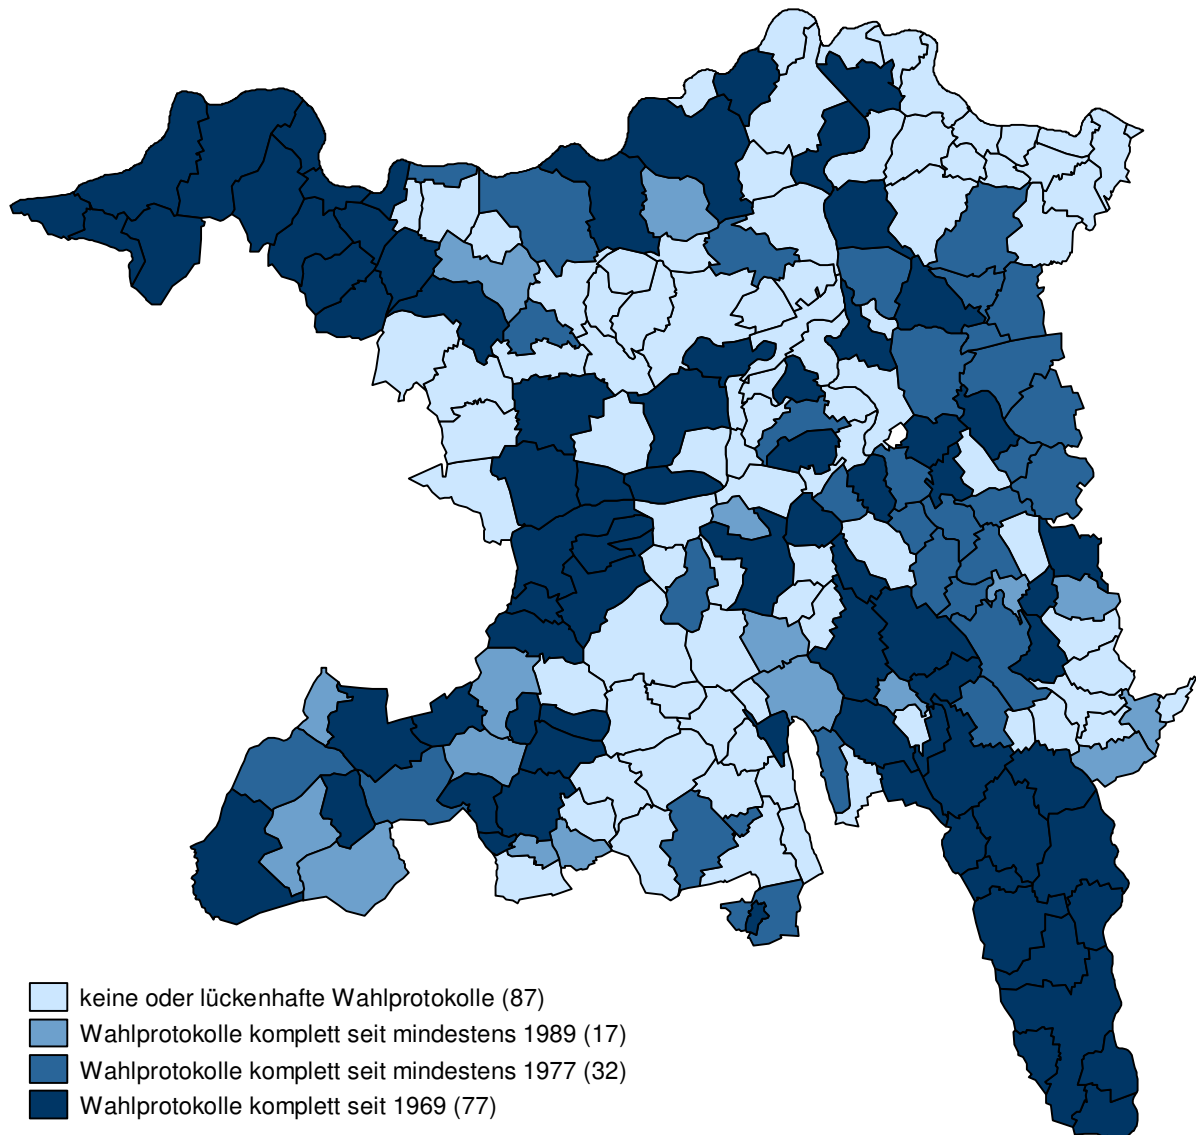 keine oder lückenhafte Wahlprotokolle (87)
Wahlprotokolle komplett seit mindestens 1989 (17)
Wahlprotokolle komplett seit mindestens 1977 (32)
Wahlprotokolle komplett seit 1969 (77)